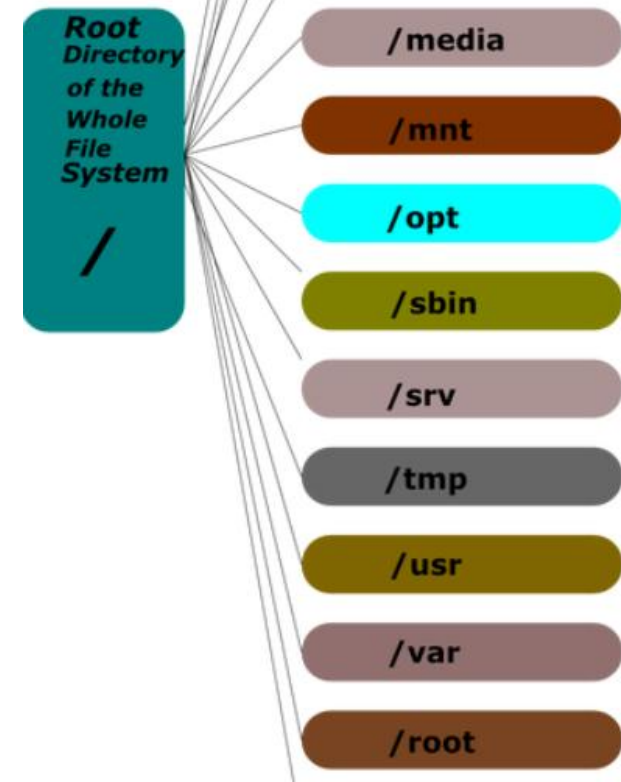 Root
Directory
of the
Whole
File
System
/
/media
/mnt
/opt
/sbin
/srv
/tmp
/usr
/var
/root